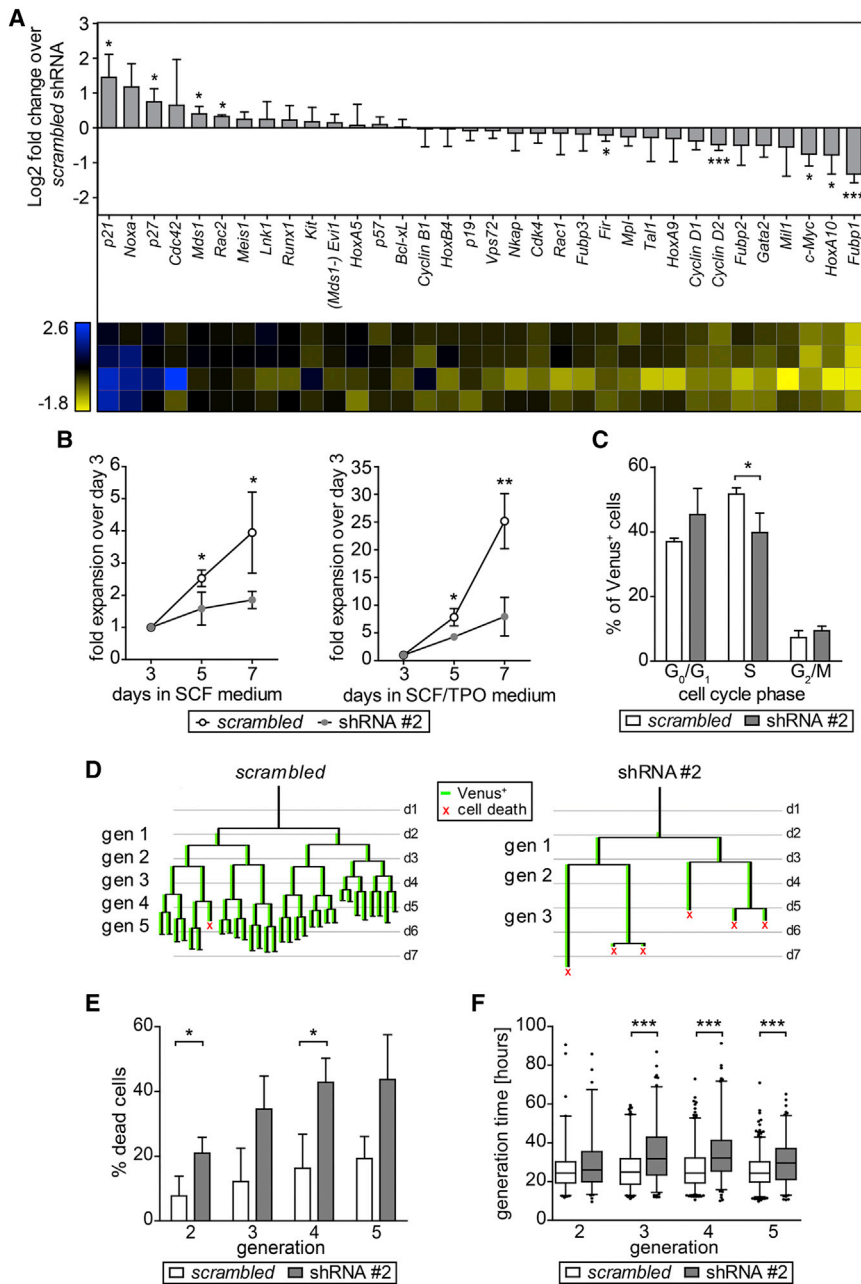 A
Log2 fold change over
scrambled shRNA
3
2
1
0
-1
-2
* * * * * *** * * ***
p21
Noxa
p27
Cdc42
Mds1
Rac2
Meis1
Lnk1
Runx1
Kit
(Mds1-) Evi1
HoxA5
p57
Bcl-xL
Cyclin B1
HoxB4
p19
Vps72
Nkap
Cdk4
Rac1
Fubp3
Fir
Mpl
Tal1
HoxA9
Cyclin D1
Cyclin D2
Fubp2
Gata2
Mil1
c-Myc
HoxA10
Fubp1
2.6
-1.8
B
fold expansion over day 3
6
5
4
3
2
1
0
* *
3 5 7
days in SCF medium
fold expansion over day 3
35
30
25
20
15
10
5
0
* **
3 5 7
days in SCF/TPO medium
scrambled shRNA #2
C
% of Venus+ cells
60
40
20
0
*
G0/G1 S G2/M
cell cycle phase
scrambled
shRNA #2
D
scrambled
Venus+
x cell death
shRNA #2
gen 1
gen 2
gen 3
gen 4
gen 5
x
d1
d2
d3
d4
d5
d6
d7
gen 1
gen 2
gen 3
x x x x x x
d1
d2
d3
d4
d5
d6
d7
E
% dead cells
60
40
20
0
* *
2 3 4 5
generation
scrambled shRNA #2
F
generation time [hours]
100
80
60
40
20
0
*** *** ***
2 3 4 5
generation
scrambled shRNA #2